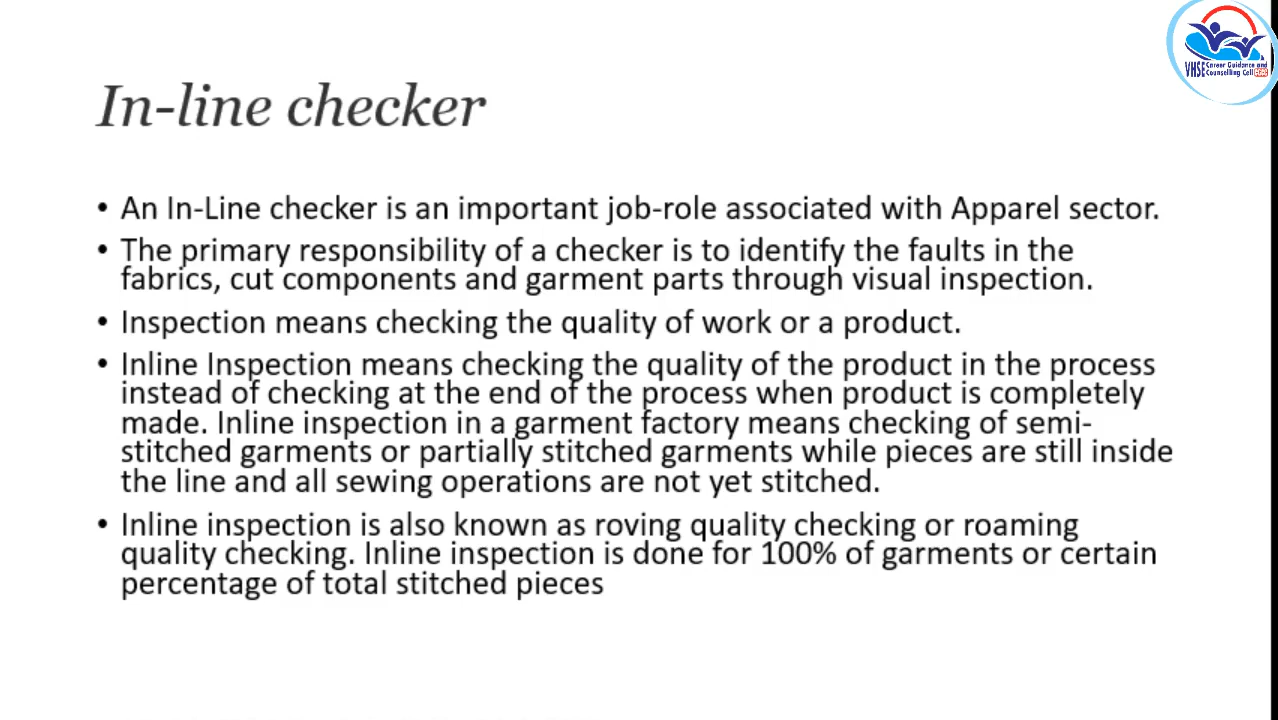 VHSE Career Guidance and
Counselling Cell
In-line checker
• An In-Line checker is an important job-role associated with Apparel sector.
• The primary responsibility of a checker is to identify the faults in the
fabrics, cut components and garment parts through visual inspection.
• Inspection means checking the quality of work or a product.
• Inline Inspection means checking the quality of the product in the process
instead of checking at the end of the process when product is completely
made. Inline inspection in a garment factory means checking of semi-
stitched garments or partially stitched garments while pieces are still inside
the line and all sewing operations are not yet stitched.
• Inline inspection is also known as roving quality checking or roaming
quality checking. Inline inspection is done for 100% of garments or certain
percentage of total stitched pieces